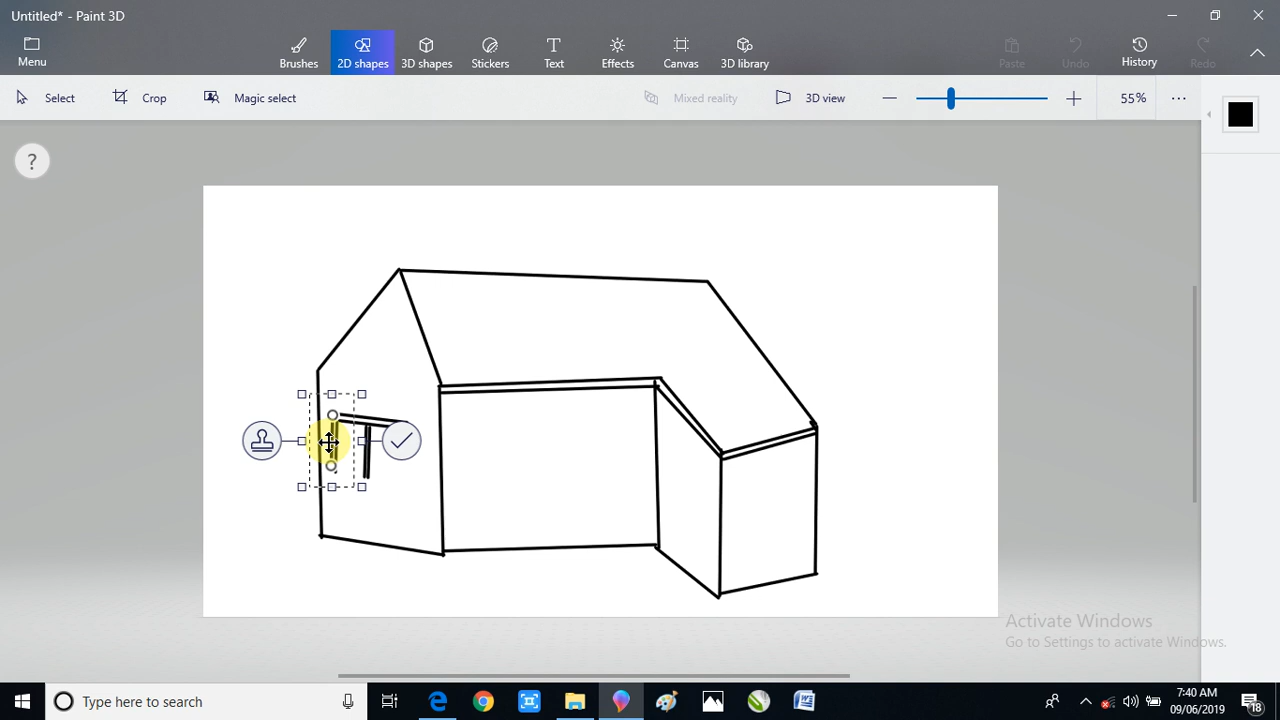 Untitled* - Paint 3D
Menu
Brushes
2D shapes
3D shapes
Stickers
Text
Effects
Canvas
3D library
Paste
Undo
History
Redo
Select
Crop
Magic select
Mixed reality
3D view
55%
?
Activate Windows
Go to Settings to activate Windows.
Type here to search
7:40 AM
09/06/2019
18